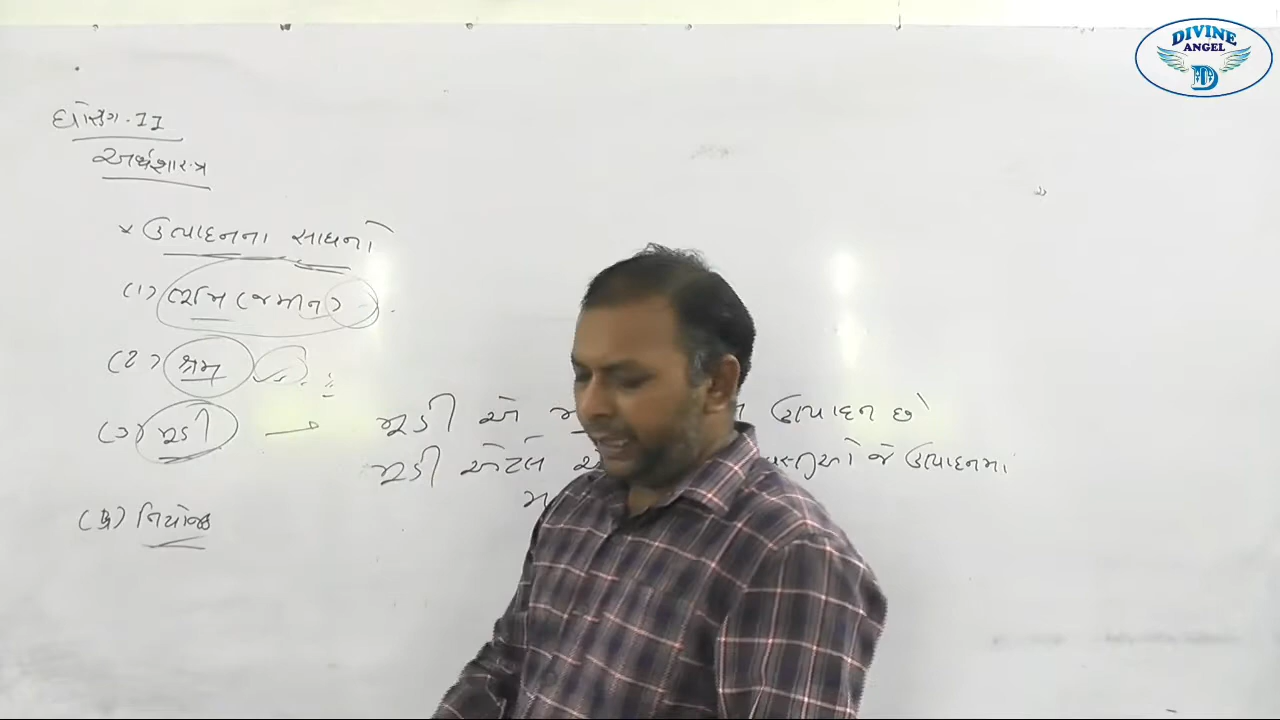 ધોરણ-11
અર્થશાસ્ત્ર
* ઉત્પાદનના સાધનો
(1) જમીન)
(2) શ્રમ
(3) મૂડી → મૂડી એ ઉત્પાદન છે
મૂડી એટલે વસ્તુઓ જે ઉત્પાદનમાં
(4) નિયોજક
DIVINE
ANGEL
D